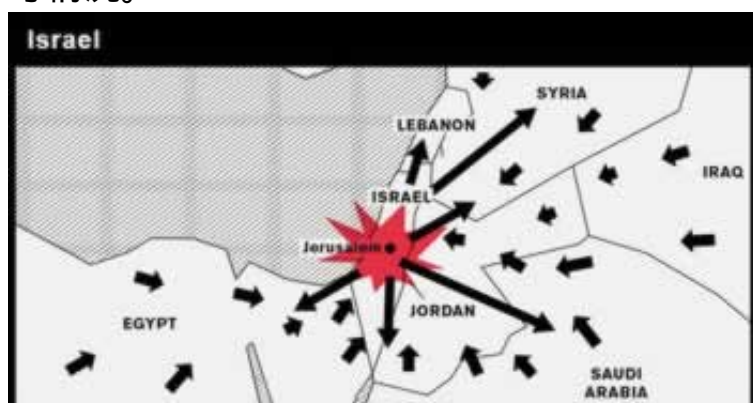 Israel
SYRIA
LEBANON
IRAQ
ISRAEL
Jerusalem
JORDAN
EGYPT
SAUDI
ARABIA